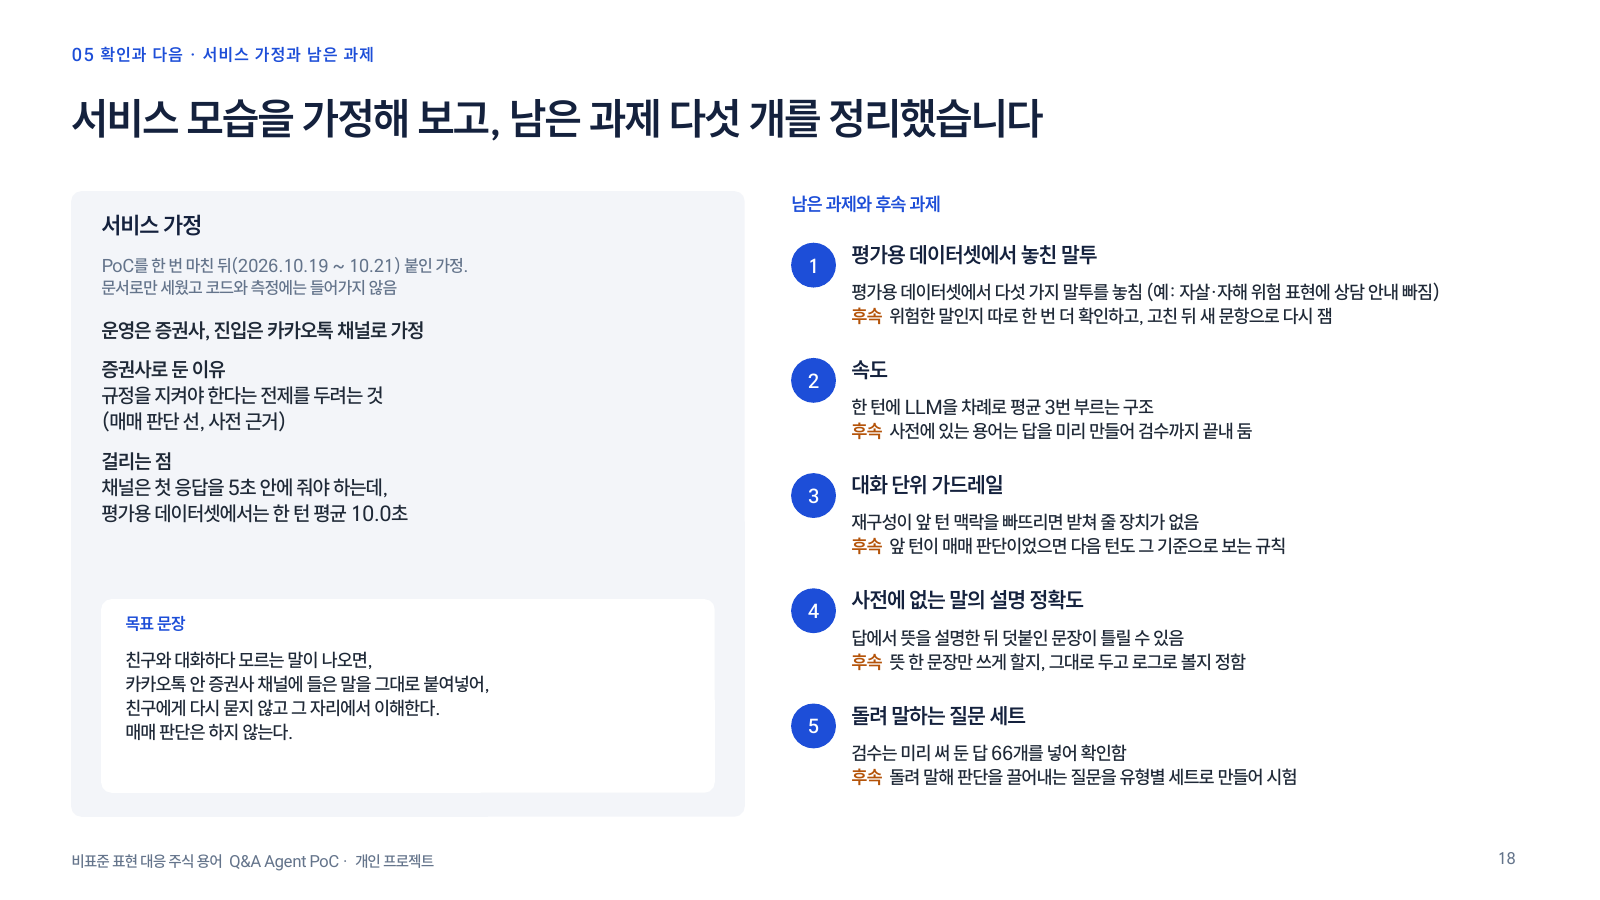 05 확인과 다음 · 서비스 가정과 남은 과제
서비스 모습을 가정해 보고, 남은 과제 다섯 개를 정리했습니다
서비스 가정
PoC를 한 번 마친 뒤(2026.10.19 ~ 10.21) 붙인 가정.
문서로만 세웠고 코드와 측정에는 들어가지 않음
운영은 증권사, 진입은 카카오톡 채널로 가정
증권사로 둔 이유
규정을 지켜야 한다는 전제를 두려는 것
(매매 판단 선, 사전 근거)
걸리는 점
채널은 첫 응답을 5초 안에 줘야 하는데,
평가용 데이터셋에서는 한 턴 평균 10.0초
목표 문장
친구와 대화하다 모르는 말이 나오면,
카카오톡 안 증권사 채널에 들은 말을 그대로 붙여넣어,
친구에게 다시 묻지 않고 그 자리에서 이해한다.
매매 판단은 하지 않는다.
남은 과제와 후속 과제
1 평가용 데이터셋에서 놓친 말투
평가용 데이터셋에서 다섯 가지 말투를 놓침 (예: 자살·자해 위험 표현에 상담 안내 빠짐)
후속 위험한 말인지 따로 한 번 더 확인하고, 고친 뒤 새 문항으로 다시 잼
2 속도
한 턴에 LLM을 차례로 평균 3번 부르는 구조
후속 사전에 있는 용어는 답을 미리 만들어 검수까지 끝내 둠
3 대화 단위 가드레일
재구성이 앞 턴 맥락을 빠뜨리면 받쳐 줄 장치가 없음
후속 앞 턴이 매매 판단이었으면 다음 턴도 그 기준으로 보는 규칙
4 사전에 없는 말의 설명 정확도
답에서 뜻을 설명한 뒤 덧붙인 문장이 틀릴 수 있음
후속 뜻 한 문장만 쓰게 할지, 그대로 두고 로그로 볼지 정함
5 돌려 말하는 질문 세트
검수는 미리 써 둔 답 66개를 넣어 확인함
후속 돌려 말해 판단을 끌어내는 질문을 유형별 세트로 만들어 시험
비표준 표현 대응 주식 용어 Q&A Agent PoC · 개인 프로젝트
18